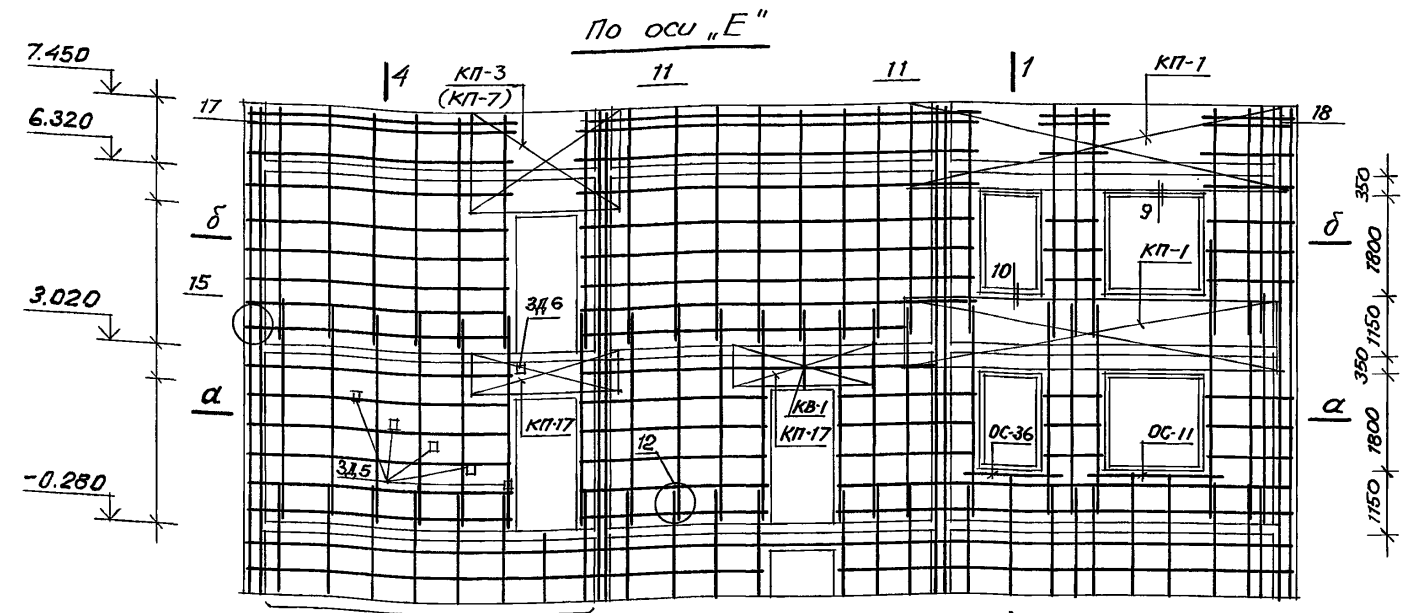 По оси „Е"
7.450
4
КП-3
(КП-7)
11
11
1
КП-1
17
18
6.320
350
б
9
б
1800
КП-1
10
15
3.020
ЗД6
1150
350
а
КП-17
КВ-1
КП-17
а
12
ОС-36
ОС-11
1800
ЗД5
-0.280
1150